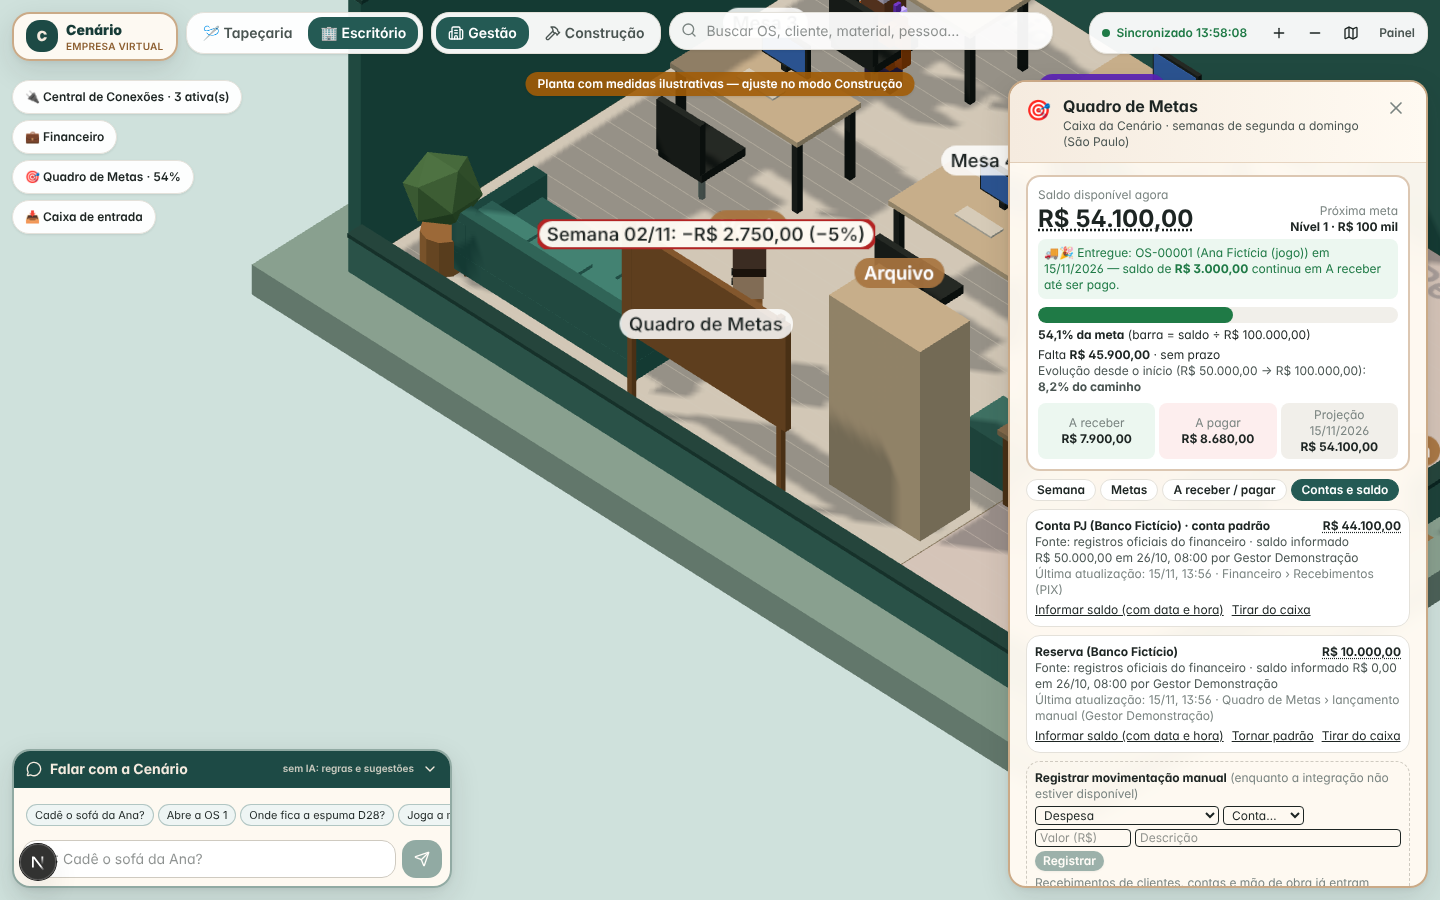 C
Cenário
EMPRESA VIRTUAL
Tapeçaria
Escritório
Gestão
Construção
Buscar OS, cliente, material, pessoa...
Sincronizado 13:58:08
Painel
Planta com medidas ilustrativas — ajuste no modo Construção
Central de Conexões · 3 ativa(s)
Financeiro
Quadro de Metas · 54%
Caixa de entrada
Mesa 4
Semana 02/11: −R$ 2.750,00 (−5%)
Arquivo
Quadro de Metas
Quadro de Metas
Caixa da Cenário · semanas de segunda a domingo
(São Paulo)
Saldo disponível agora
R$ 54.100,00
Próxima meta
Nível 1 · R$ 100 mil
Entregue: OS-00001 (Ana Fictícia (jogo)) em
15/11/2026 — saldo de R$ 3.000,00 continua em A receber
até ser pago.
54,1% da meta (barra = saldo ÷ R$ 100.000,00)
Falta R$ 45.900,00 · sem prazo
Evolução desde o início (R$ 50.000,00 → R$ 100.000,00):
8,2% do caminho
A receber
R$ 7.900,00
A pagar
R$ 8.680,00
Projeção
15/11/2026
R$ 54.100,00
Semana
Metas
A receber / pagar
Contas e saldo
Conta PJ (Banco Fictício) · conta padrão R$ 44.100,00
Fonte: registros oficiais do financeiro · saldo informado
R$ 50.000,00 em 26/10, 08:00 por Gestor Demonstração
Última atualização: 15/11, 13:56 · Financeiro › Recebimentos
(PIX)
Informar saldo (com data e hora) Tirar do caixa
Reserva (Banco Fictício) R$ 10.000,00
Fonte: registros oficiais do financeiro · saldo informado R$ 0,00
em 26/10, 08:00 por Gestor Demonstração
Última atualização: 15/11, 13:56 · Quadro de Metas › lançamento
manual (Gestor Demonstração)
Informar saldo (com data e hora) Tornar padrão Tirar do caixa
Registrar movimentação manual (enquanto a integração não
estiver disponível)
Despesa
Conta...
Valor (R$)
Descrição
Registrar
Recebimentos de clientes, contas e mão de obra já entram
Falar com a Cenário
sem IA: regras e sugestões
Cadê o sofá da Ana?
Abre a OS 1
Onde fica a espuma D28?
Joga a
N
Cadê o sofá da Ana?